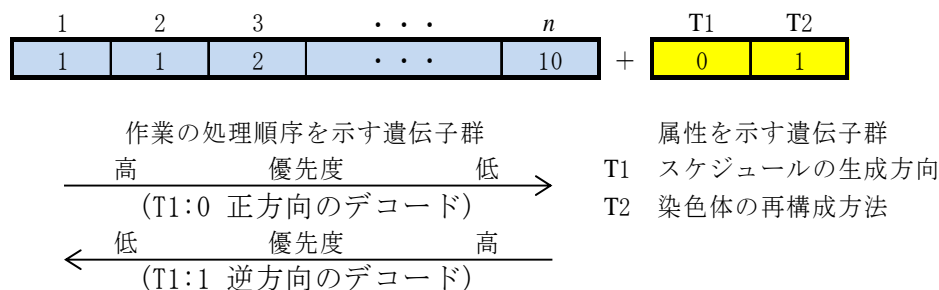 1 2 3 ・・・ n T1 T2
1 1 2 ・・・ 10 + 0 1
作業の処理順序を示す遺伝子群 属性を示す遺伝子群
高 優先度 低 T1 スケジュールの生成方向
(T1:0 正方向のデコード) T2 染色体の再構成方法
低 優先度 高
(T1:1 逆方向のデコード)